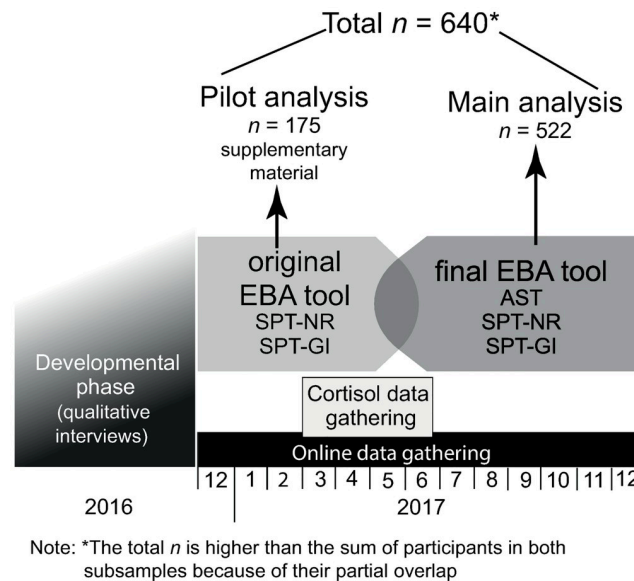 Total n = 640*
Pilot analysis
n = 175
supplementary
material
Main analysis
n = 522
original
EBA tool
SPT-NR
SPT-GI
final EBA tool
AST
SPT-NR
SPT-GI
Developmental
phase
(qualitative
interviews)
Cortisol data
gathering
Online data gathering
12 1 2 3 4 5 6 7 8 9 10 11 12
2016 2017
Note: *The total n is higher than the sum of participants in both
subsamples because of their partial overlap